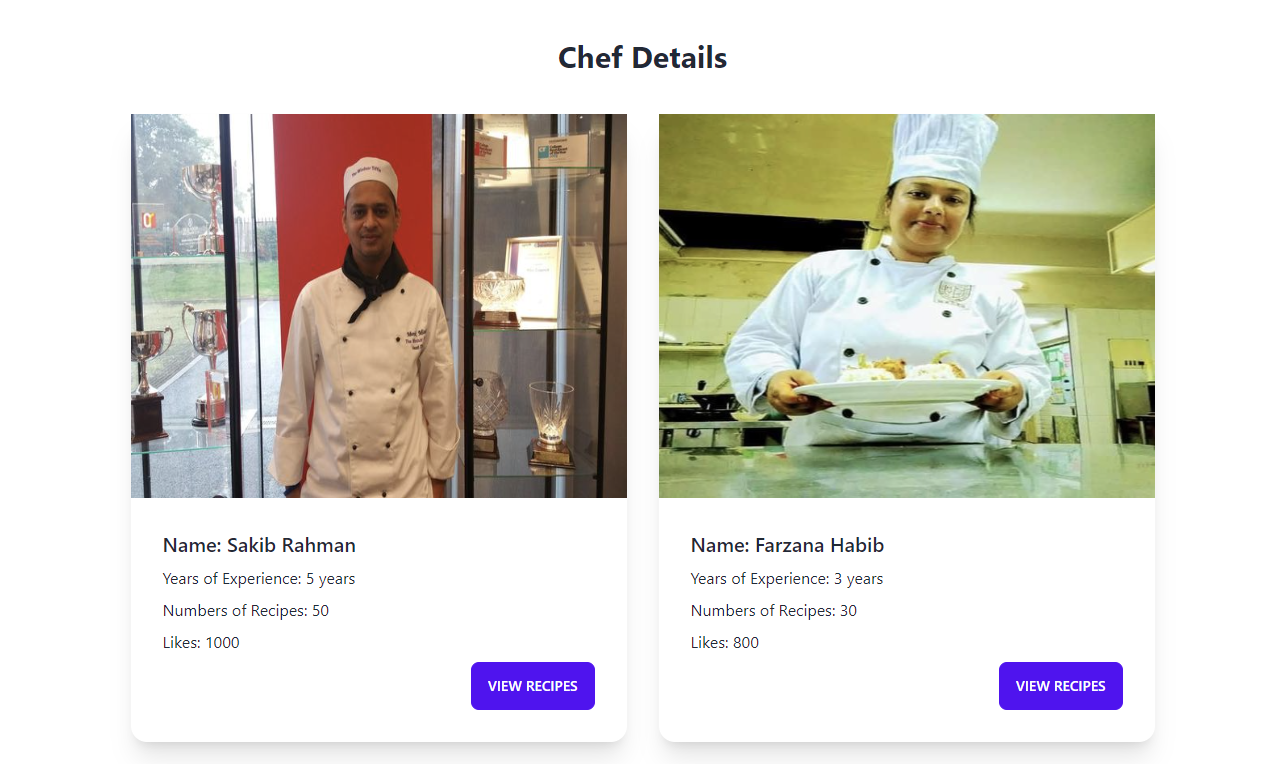 Chef Details
Name: Sakib Rahman
Years of Experience: 5 years
Numbers of Recipes: 50
Likes: 1000
VIEW RECIPES
Name: Farzana Habib
Years of Experience: 3 years
Numbers of Recipes: 30
Likes: 800
VIEW RECIPES